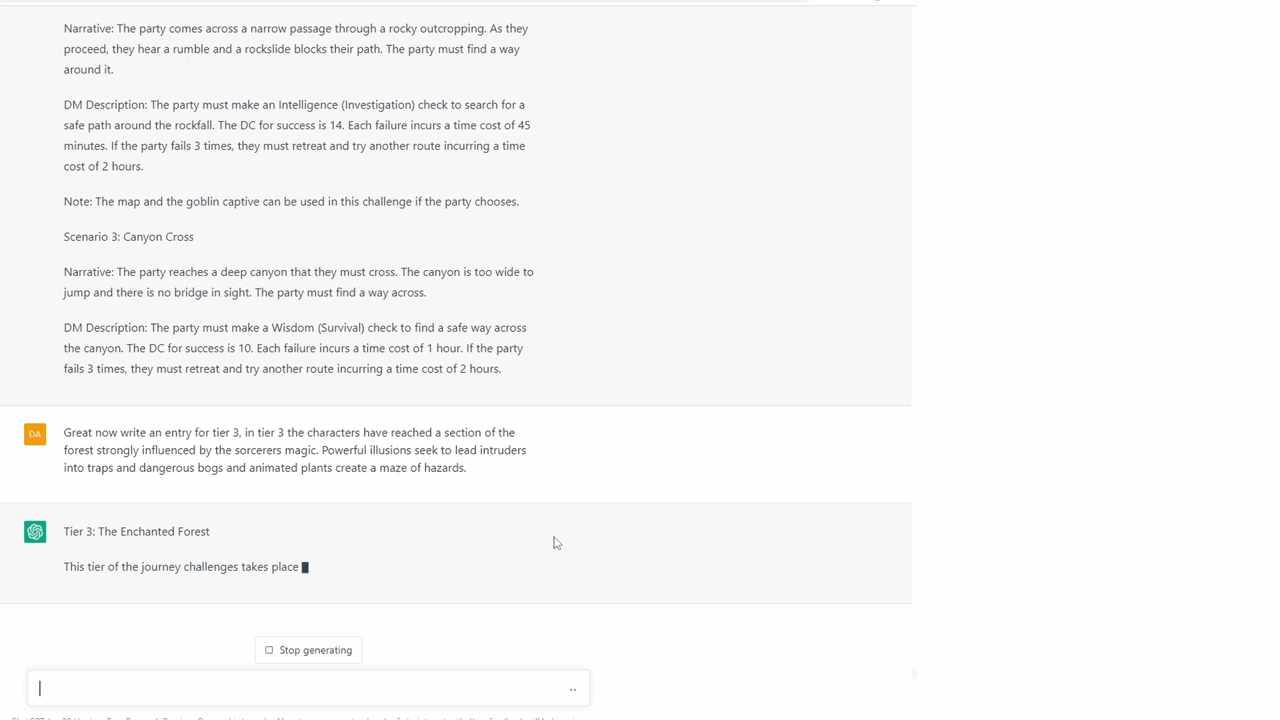 Narrative: The party comes across a narrow passage through a rocky outcropping. As they
proceed, they hear a rumble and a rockslide blocks their path. The party must find a way
around it.
DM Description: The party must make an Intelligence (Investigation) check to search for a
safe path around the rockfall. The DC for success is 14. Each failure incurs a time cost of 45
minutes. If the party fails 3 times, they must retreat and try another route incurring a time
cost of 2 hours.
Note: The map and the goblin captive can be used in this challenge if the party chooses.
Scenario 3: Canyon Cross
Narrative: The party reaches a deep canyon that they must cross. The canyon is too wide to
jump and there is no bridge in sight. The party must find a way across.
DM Description: The party must make a Wisdom (Survival) check to find a safe way across
the canyon. The DC for success is 10. Each failure incurs a time cost of 1 hour. If the party
fails 3 times, they must retreat and try another route incurring a time cost of 2 hours.
DA
Great now write an entry for tier 3, in tier 3 the characters have reached a section of the
forest strongly influenced by the sorcerers magic. Powerful illusions seek to lead intruders
into traps and dangerous bogs and animated plants create a maze of hazards.
Tier 3: The Enchanted Forest
This tier of the journey challenges takes place
Stop generating